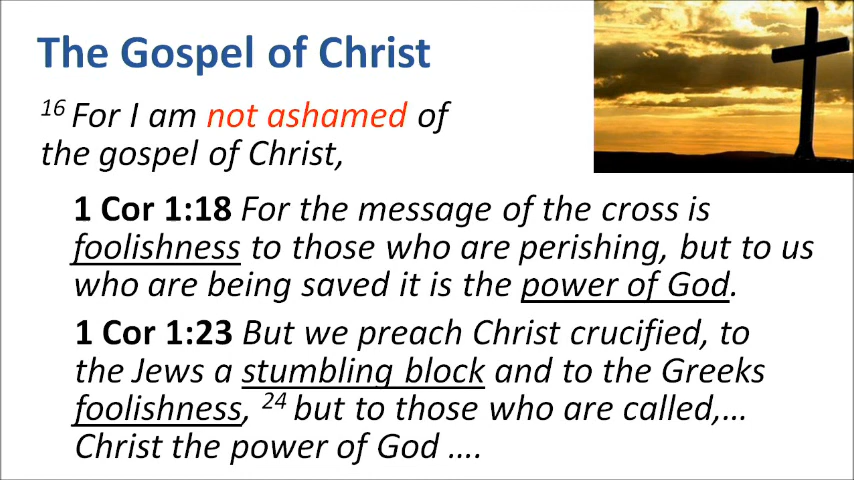 The Gospel of Christ
16 For I am not ashamed of
the gospel of Christ,
1 Cor 1:18 For the message of the cross is
foolishness to those who are perishing, but to us
who are being saved it is the power of God.
1 Cor 1:23 But we preach Christ crucified, to
the Jews a stumbling block and to the Greeks
foolishness, 24 but to those who are called,…
Christ the power of God ….